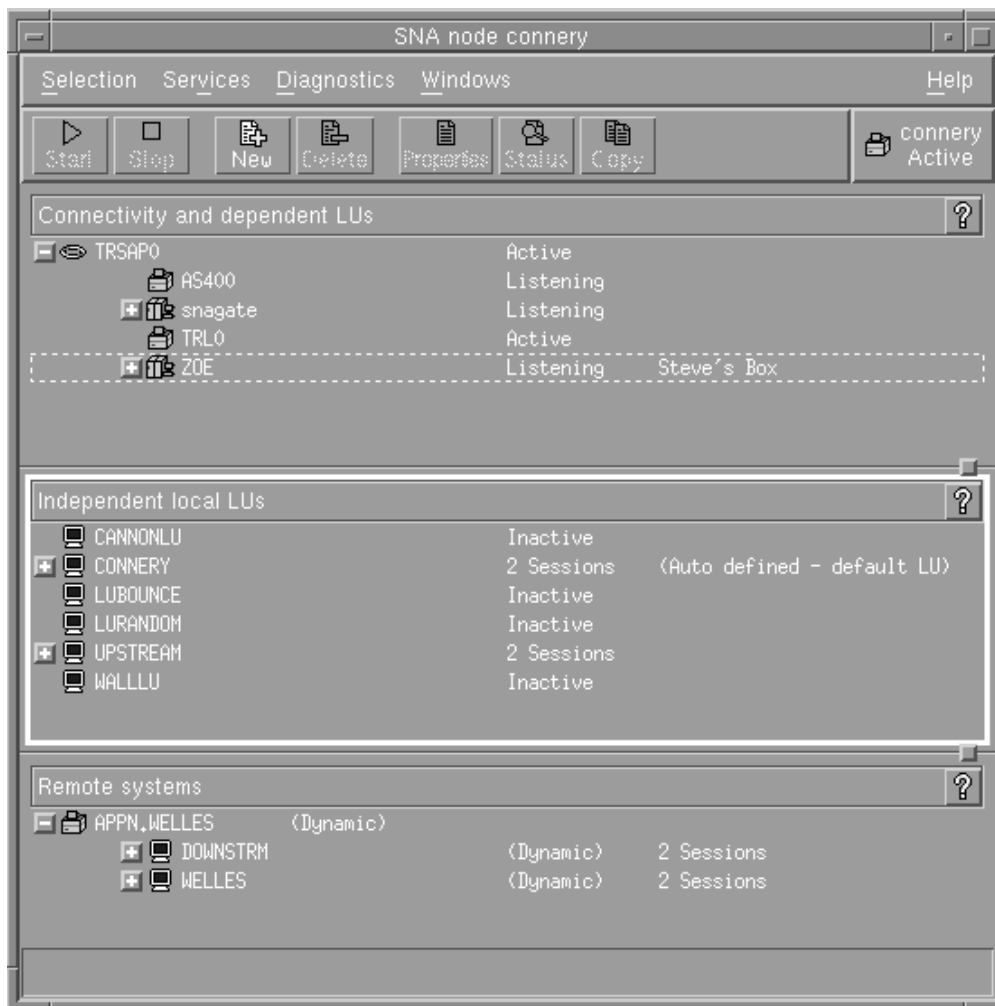 SNA node connery
Selection Services Diagnostics Windows Help
Start Stop New Delete Properties Status Copy connery
Active
Connectivity and dependent LUs ?
TRSAP0 Active
AS400 Listening
snagate Listening
TRL0 Active
ZOE Listening Steve's Box
Independent local LUs ?
CANNONLU Inactive
CONNERY 2 Sessions (Auto defined - default LU)
LUBOUNCE Inactive
LURANDOM Inactive
UPSTREAM 2 Sessions
WALLLU Inactive
Remote systems ?
APPN.WELLES (Dynamic)
DOWNSTRM (Dynamic) 2 Sessions
WELLES (Dynamic) 2 Sessions